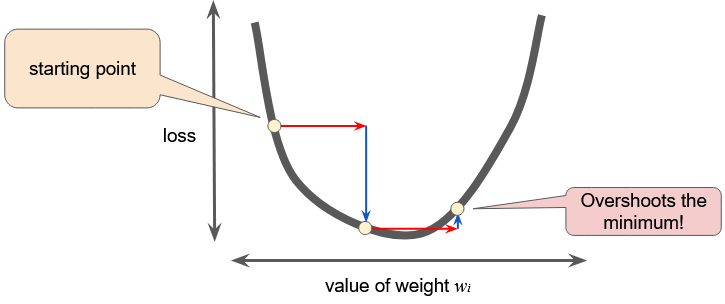 starting point
loss
Overshoots the
minimum!
value of weight wᵢ